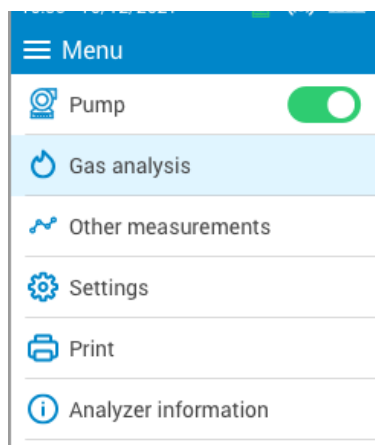 Menu
Pump
Gas analysis
Other measurements
Settings
Print
Analyzer information